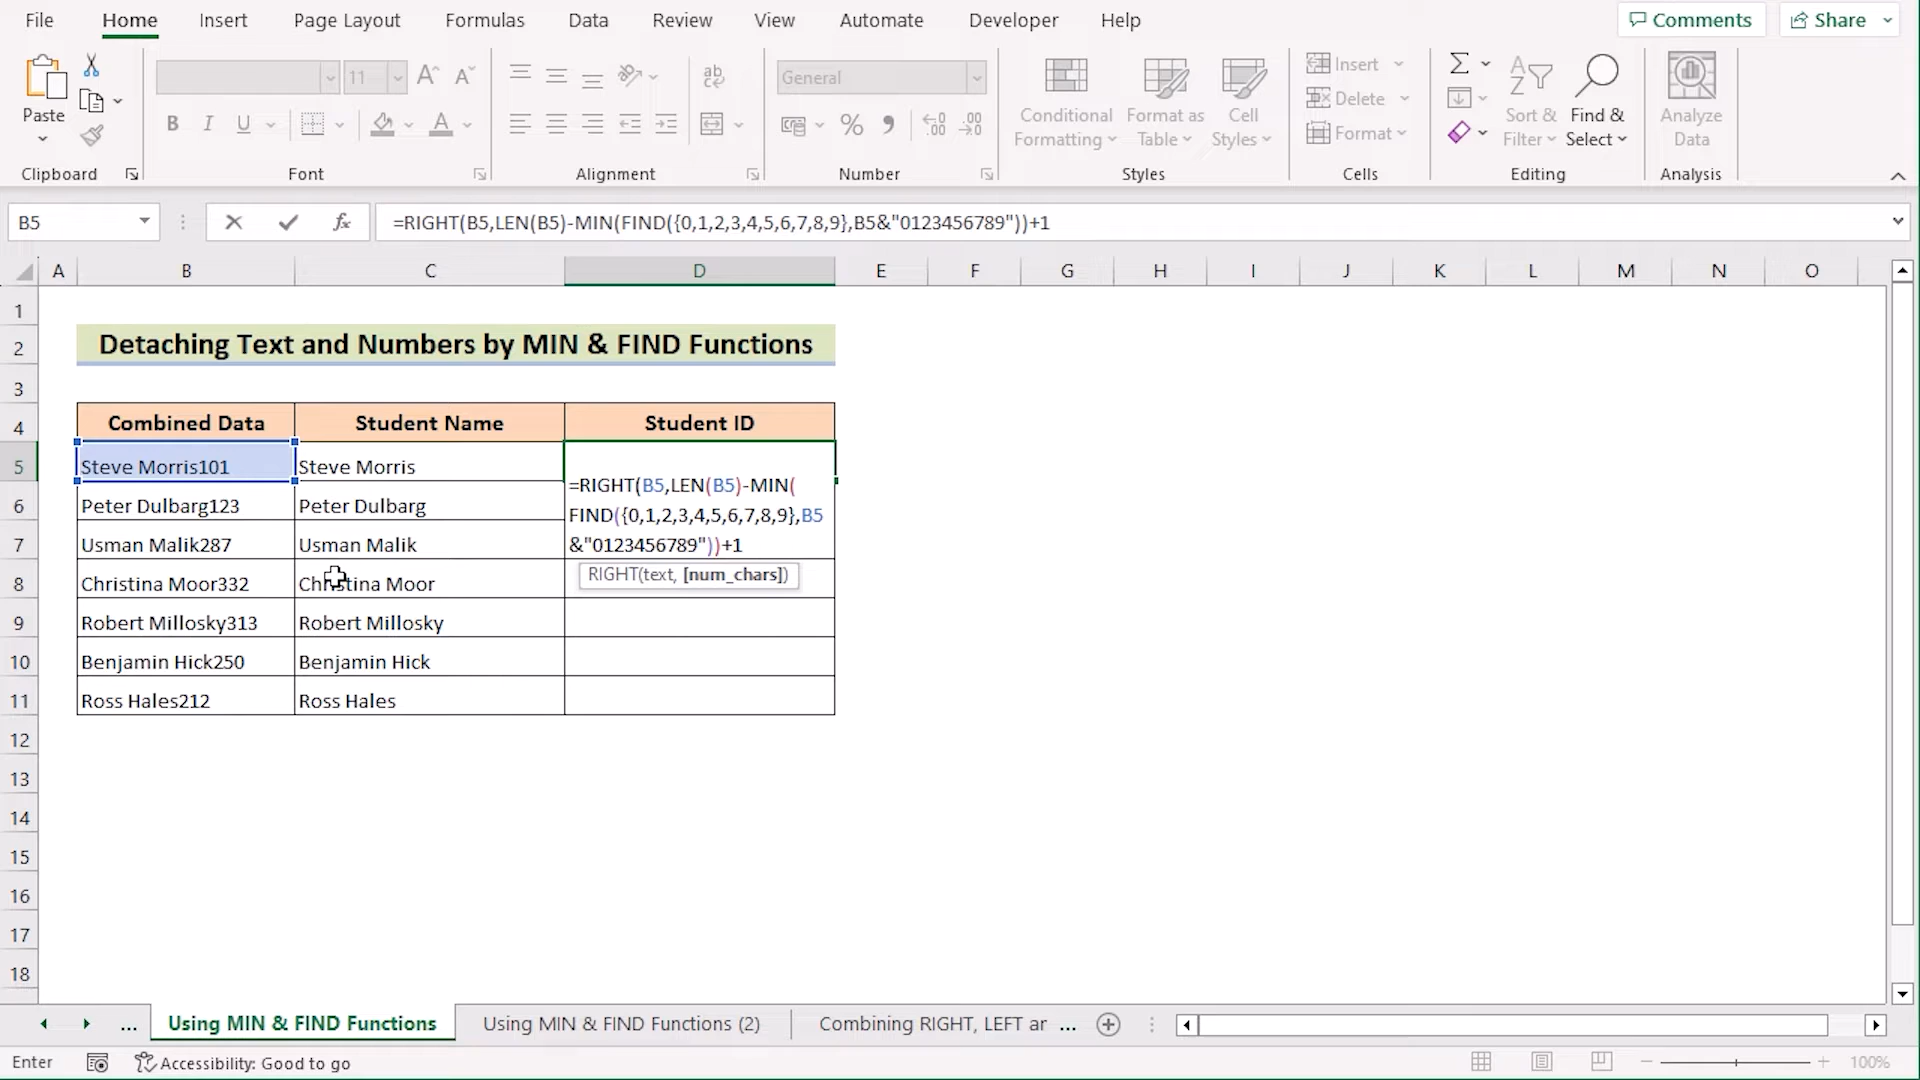 File Home Insert Page Layout Formulas Data Review View Automate Developer Help Comments Share
11 General
Paste
B I U A
ab
Conditional Formatting
Format as Table
Cell Styles
Insert
Delete
Format
Sort & Filter
Find & Select
Analyze Data
Clipboard Font Alignment Number Styles Cells Editing Analysis
B5 fx =RIGHT(B5,LEN(B5)-MIN(FIND({0,1,2,3,4,5,6,7,8,9},B5&"0123456789"))+1
A B C D E F G H I J K L M N O
1
2 Detaching Text and Numbers by MIN & FIND Functions
3
4 Combined Data Student Name Student ID
5 Steve Morris101 Steve Morris
=RIGHT(B5,LEN(B5)-MIN(
6 Peter Dulbarg123 Peter Dulbarg
FIND({0,1,2,3,4,5,6,7,8,9},B5
7 Usman Malik287 Usman Malik &"0123456789"))+1
RIGHT(text, [num_chars])
8 Christina Moor332 Christina Moor
9 Robert Millosky313 Robert Millosky
10 Benjamin Hick250 Benjamin Hick
11 Ross Hales212 Ross Hales
12
13
14
15
16
17
18
... Using MIN & FIND Functions Using MIN & FIND Functions (2) Combining RIGHT, LEFT ar ...
Enter Accessibility: Good to go 100%